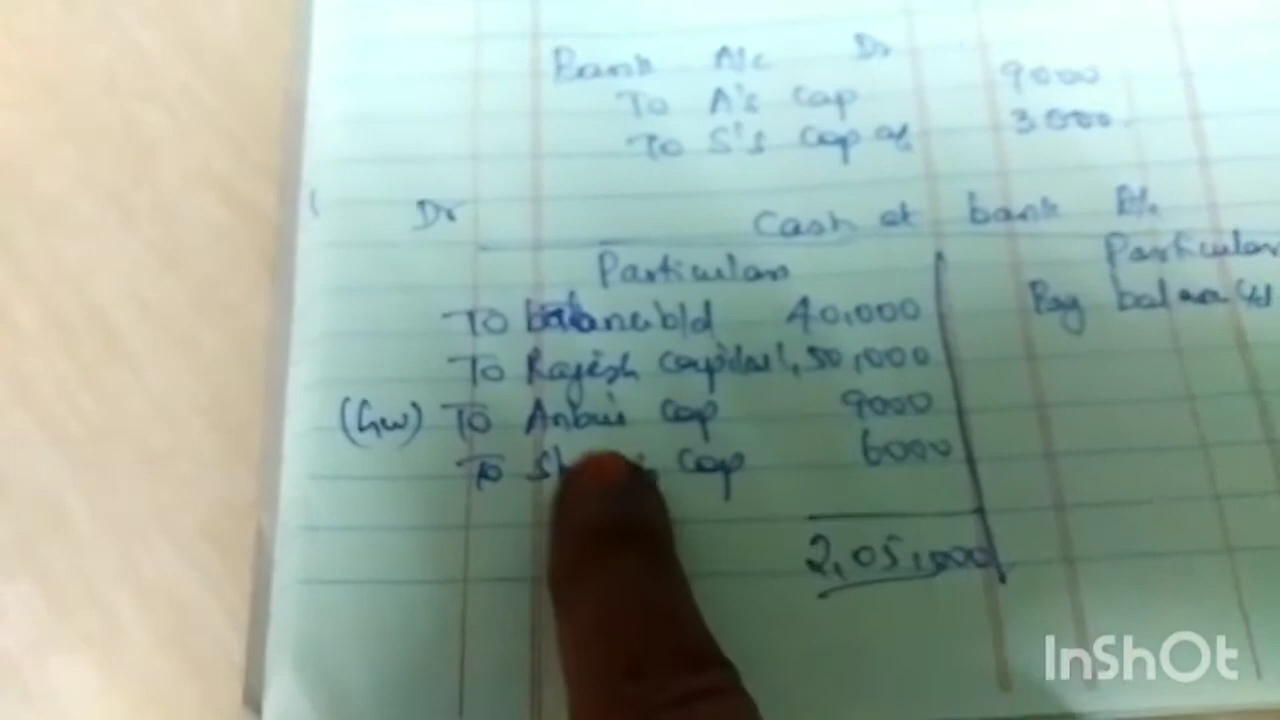 Bank A/c Dr
To A's Cap 9000
To S's Cap a/c 3000
Dr Cash at bank A/c
Particulars Particulars
To balance b/d 40,000 By balance c/d
To Rajesh capital 1,50,000
(Gw) To Anbu's cap 9000
To Cap 6000
2,05,000
InShOt